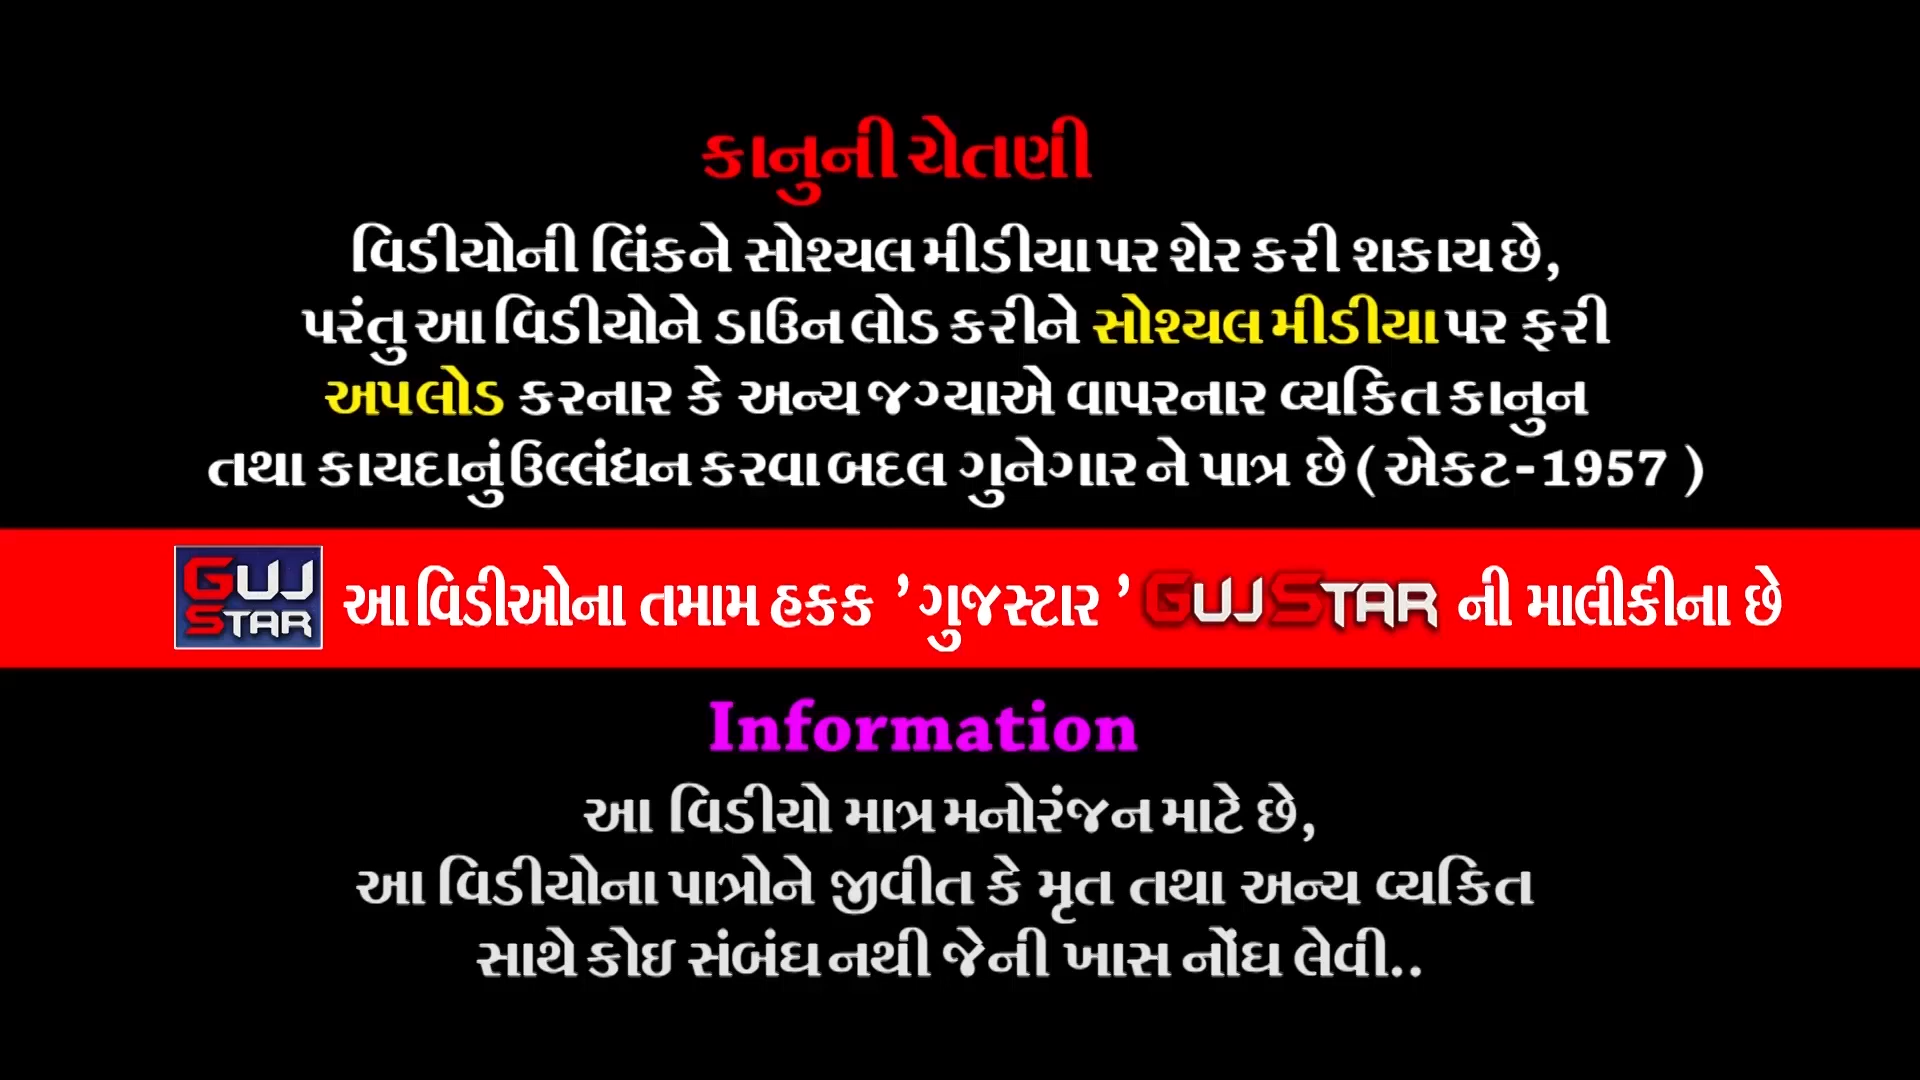 કાનુની ચેતણી
વિડીયોની લિંકને સોશ્યલ મીડીયા પર શેર કરી શકાય છે,
પરંતુ આ વિડીયોને ડાઉન લોડ કરીને સોશ્યલ મીડીયા પર ફરી
અપલોડ કરનાર કે અન્ય જગ્યાએ વાપરનાર વ્યકિત કાનુન
તથા કાયદાનું ઉલ્લંઘન કરવા બદલ ગુનેગાર ને પાત્ર છે ( એકટ-1957 )
GUJ STAR આ વિડીઓના તમામ હકક ’ ગુજસ્ટાર ’ GUJSTAR ની માલીકીના છે
Information
આ વિડીયો માત્ર મનોરંજન માટે છે,
આ વિડીયોના પાત્રોને જીવીત કે મૃત તથા અન્ય વ્યકિત
સાથે કોઇ સંબંઘ નથી જેની ખાસ નોંઘ લેવી..